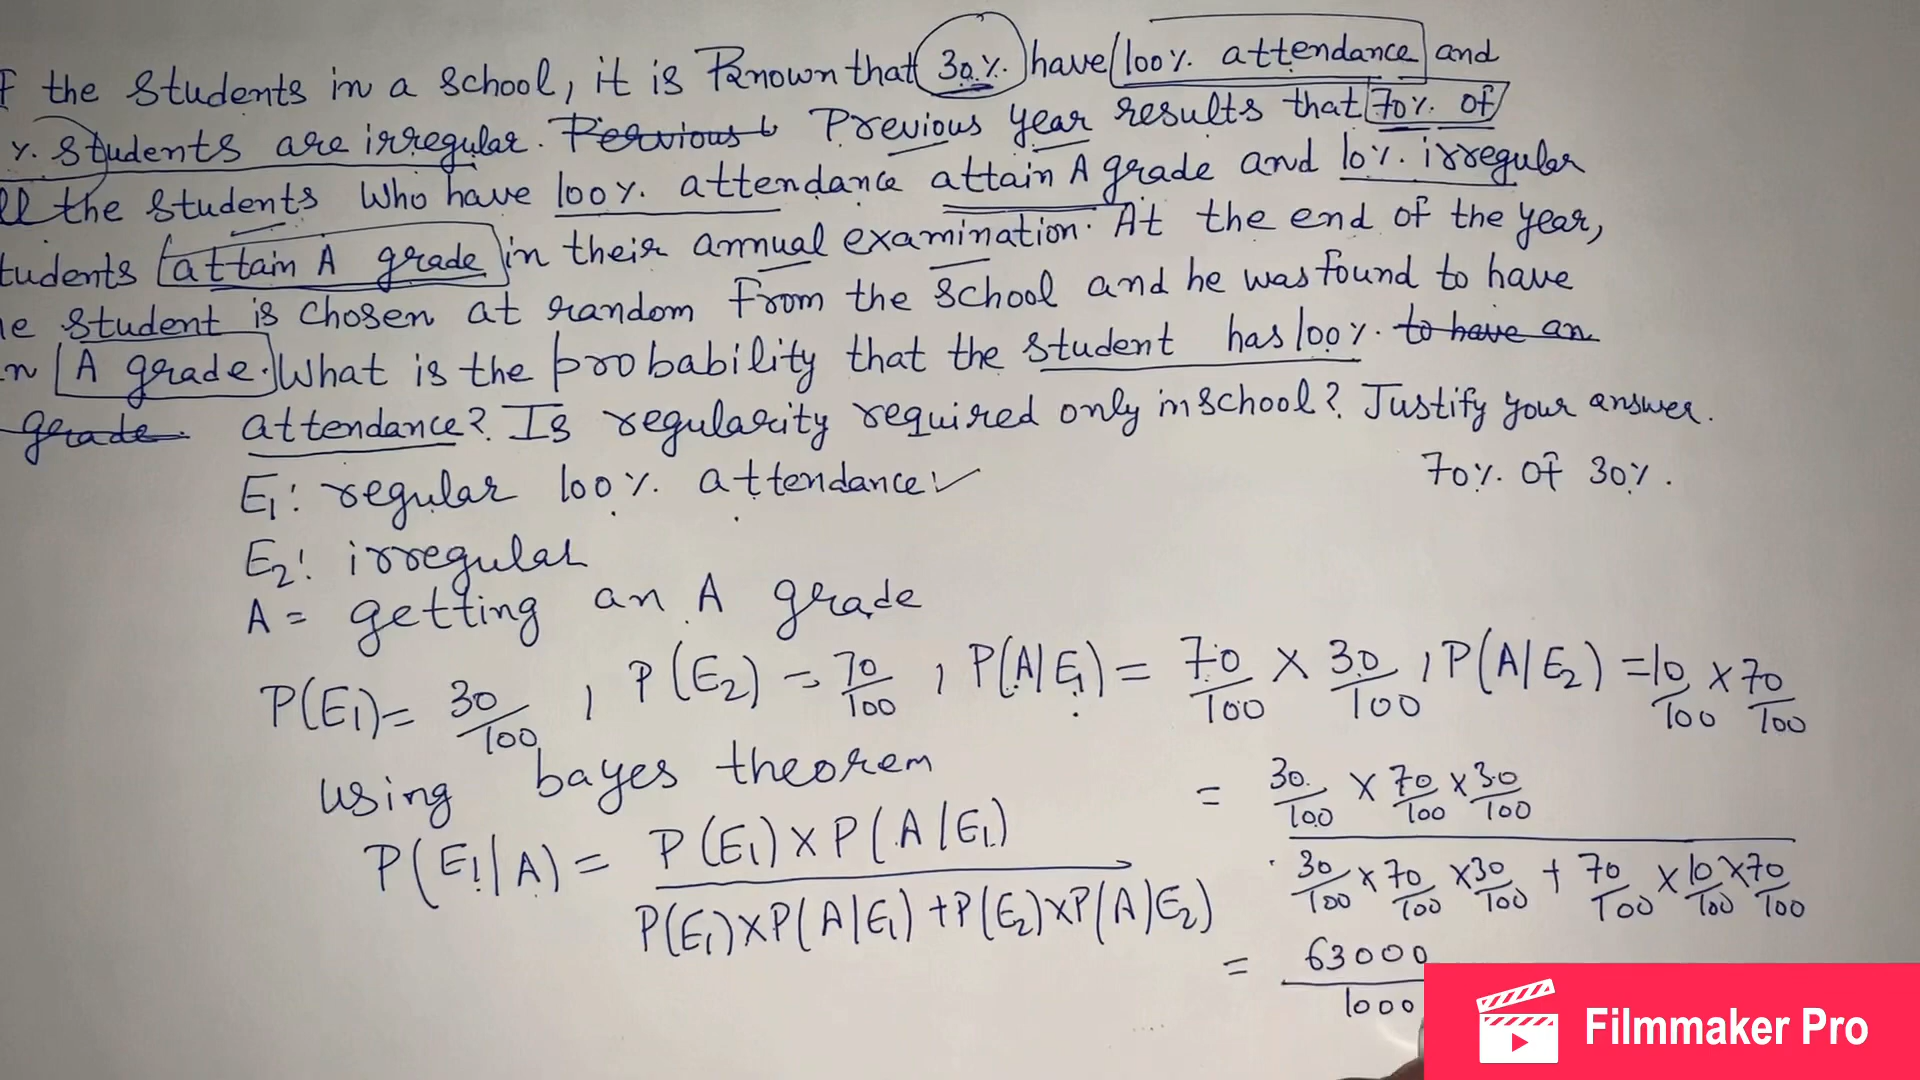 F the students in a school, it is known that 30%. have 100%. attendance and
%. students are irregular. Pervious Previous year results that 70%. of
ll the students who have 100%. attendance attain A grade and 10%. irregular
tudents attain A grade in their annual examination. At the end of the year,
e student is chosen at random from the school and he was found to have
n A grade. What is the probability that the student has 100%. to have an
grade. attendance? Is regularity required only in school? Justify your answer.
70%. of 30%.
E₁: regular 100%. attendance ✓
E₂: irregular
A = getting an A grade
P(E₁) = 30/100, P(E₂) = 70/100, P(A|E₁) = 70/100 × 30/100, P(A|E₂) = 10/100 × 70/100
using bayes theorem
P(E₁|A) = P(E₁) × P(A|E₁) / P(E₁) × P(A|E₁) + P(E₂) × P(A|E₂)
= 30/100 × 70/100 × 30/100 / 30/100 × 70/100 × 30/100 + 70/100 × 10/100 × 70/100
= 63000 / 1000
Filmmaker Pro